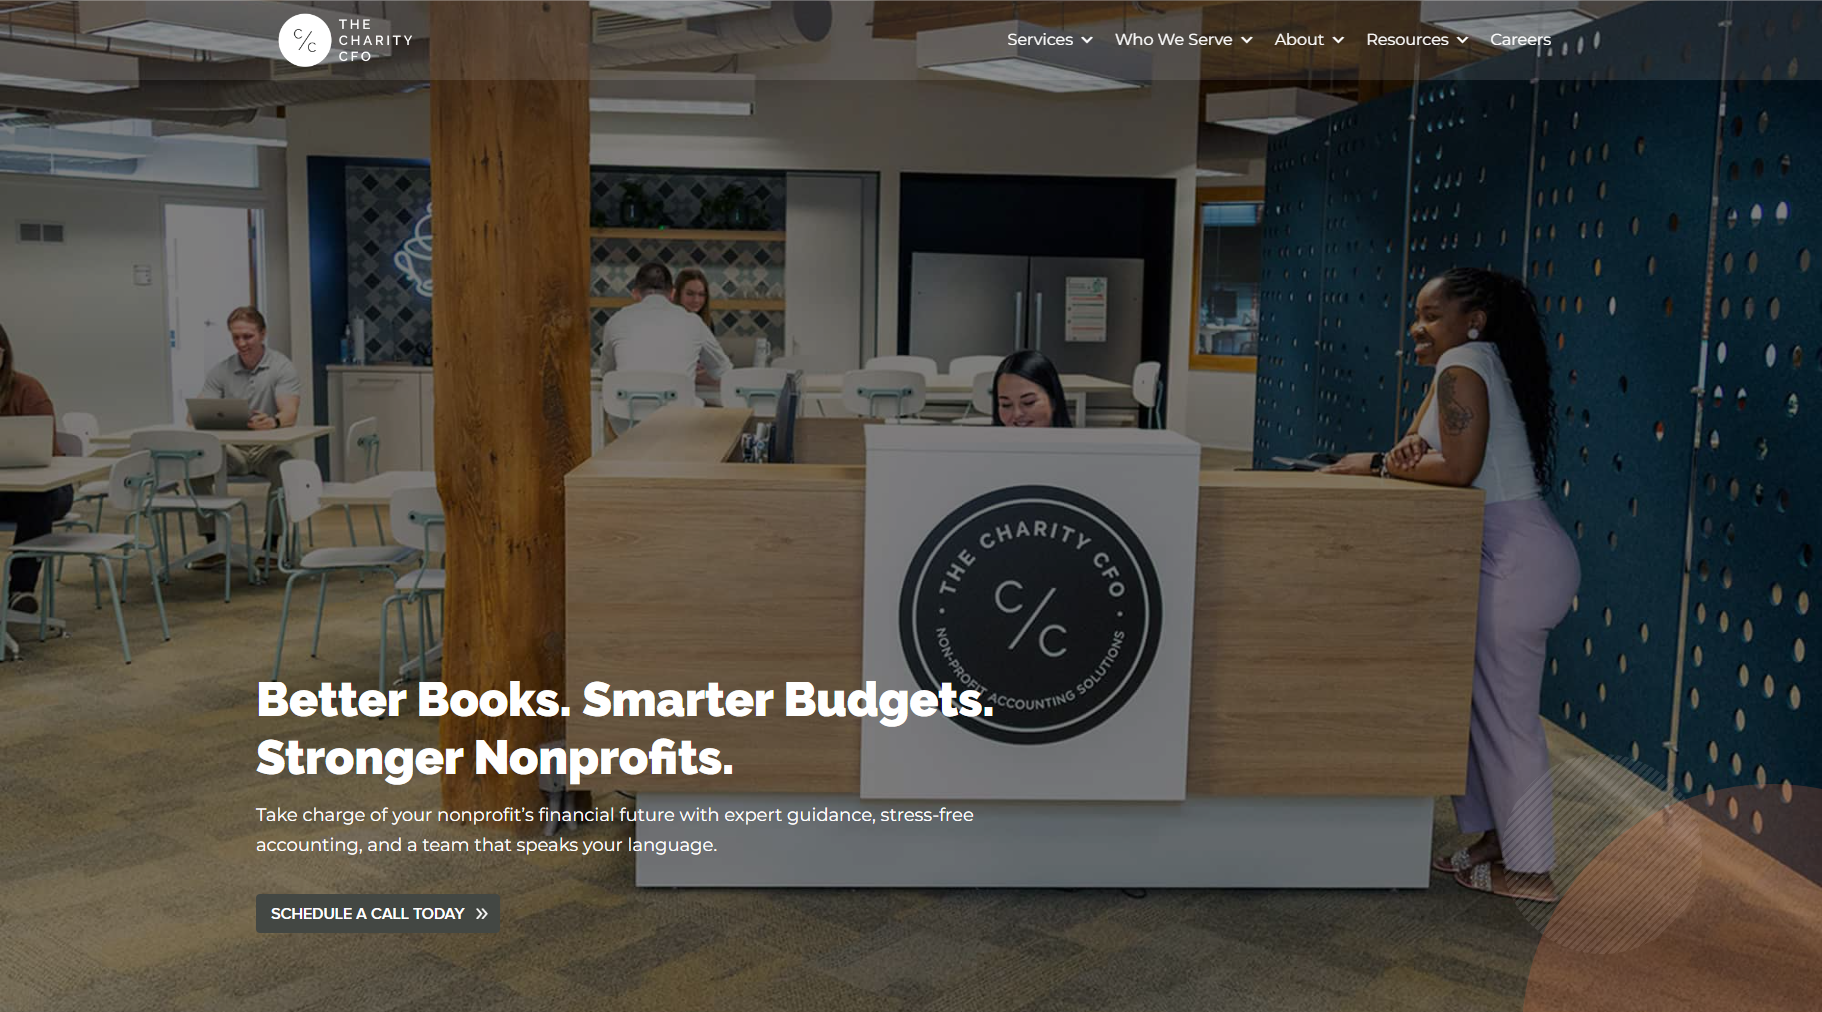 C/C
THE
CHARITY
CFO
Services
Who We Serve
About
Resources
Careers
THE CHARITY CFO
C/C
NON-PROFIT ACCOUNTING SOLUTIONS
Better Books. Smarter Budgets.
Stronger Nonprofits.
Take charge of your nonprofit’s financial future with expert guidance, stress-free
accounting, and a team that speaks your language.
SCHEDULE A CALL TODAY »